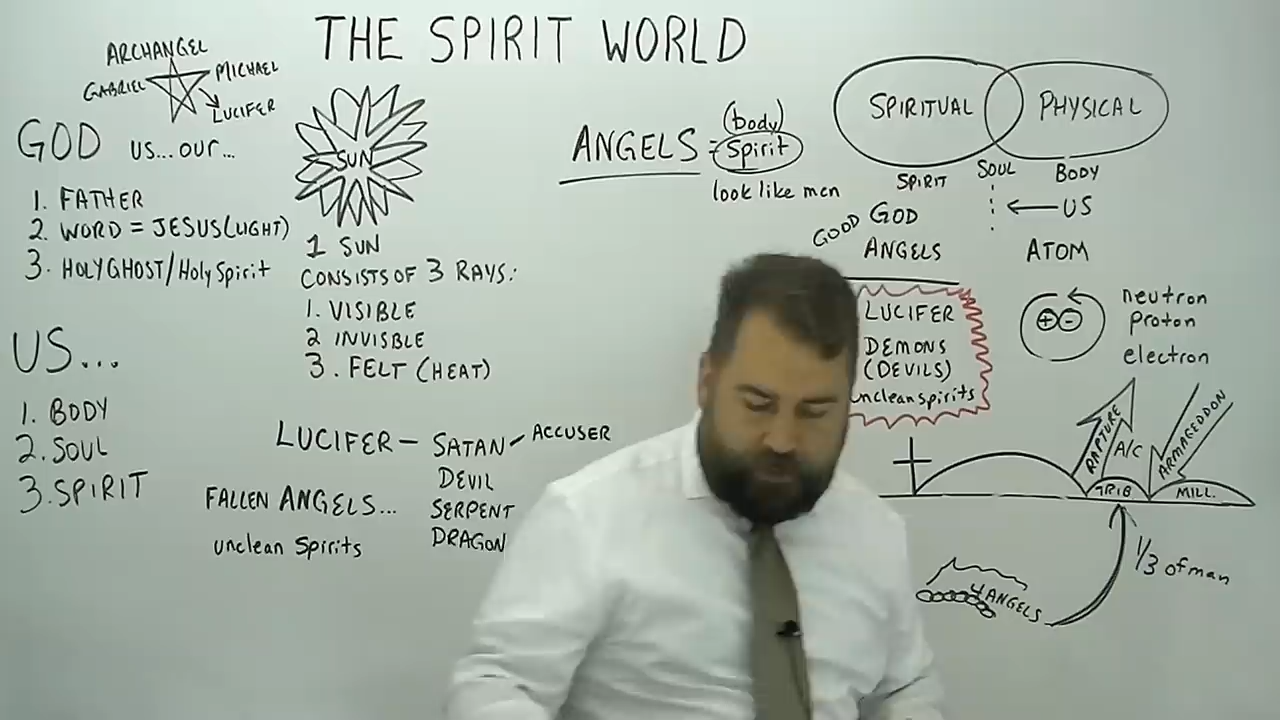 THE SPIRIT WORLD
ARCHANGEL
GABRIEL
MICHAEL
LUCIFER
GOD US...OUR...
1. FATHER
2. WORD = JESUS (LIGHT)
3. HOLY GHOST/Holy Spirit
US...
1. BODY
2. SOUL
3. SPIRIT
SUN
1 SUN
CONSISTS OF 3 RAYS:
1. VISIBLE
2 INVISBLE
3. FELT (HEAT)
LUCIFER - SATAN - ACCUSER
DEVIL
SERPENT
DRAGON
FALLEN ANGELS...
unclean Spirits
(body)
ANGELS = Spirit
look like men
SPIRITUAL
PHYSICAL
SPIRIT
SOUL
BODY
GOOD GOD
ANGELS
← US
ATOM
LUCIFER
DEMONS
(DEVILS)
uncleanspirits
+ -
neutron
proton
electron
RAPTURE
A/C
ARMAGEDDON
TRIB
MILL.
4 ANGELS
1/3 of man